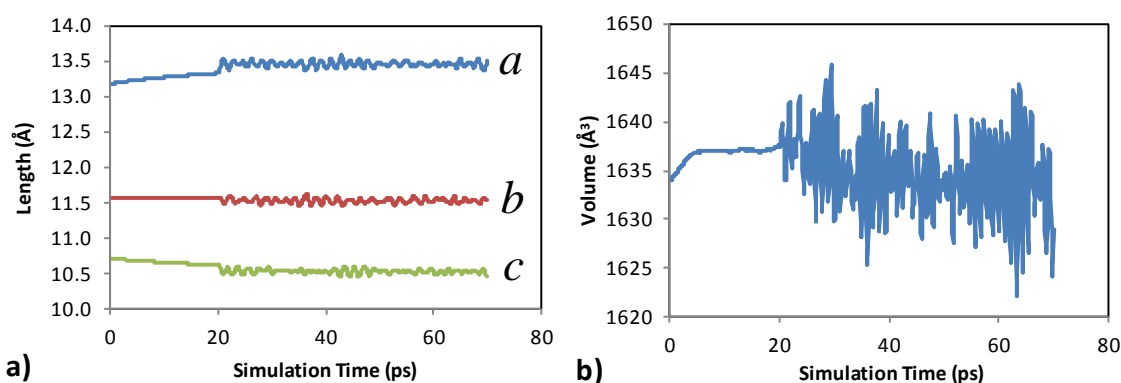 14.0
13.5
13.0
12.5
12.0
11.5
11.0
10.5
10.0
Length (Å)
a
b
c
0 20 40 60 80
Simulation Time (ps)
a)
1650
1645
1640
1635
1630
1625
1620
Volume (Å³)
0 20 40 60 80
Simulation Time (ps)
b)